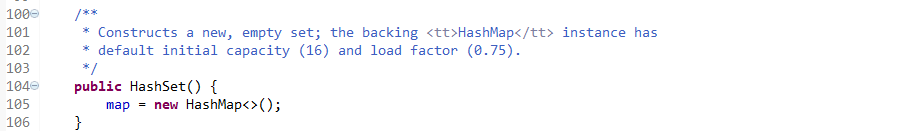 100 /**
101 * Constructs a new, empty set; the backing <tt>HashMap</tt> instance has
102 * default initial capacity (16) and load factor (0.75).
103 */
104 public HashSet() {
105 map = new HashMap<>();
106 }